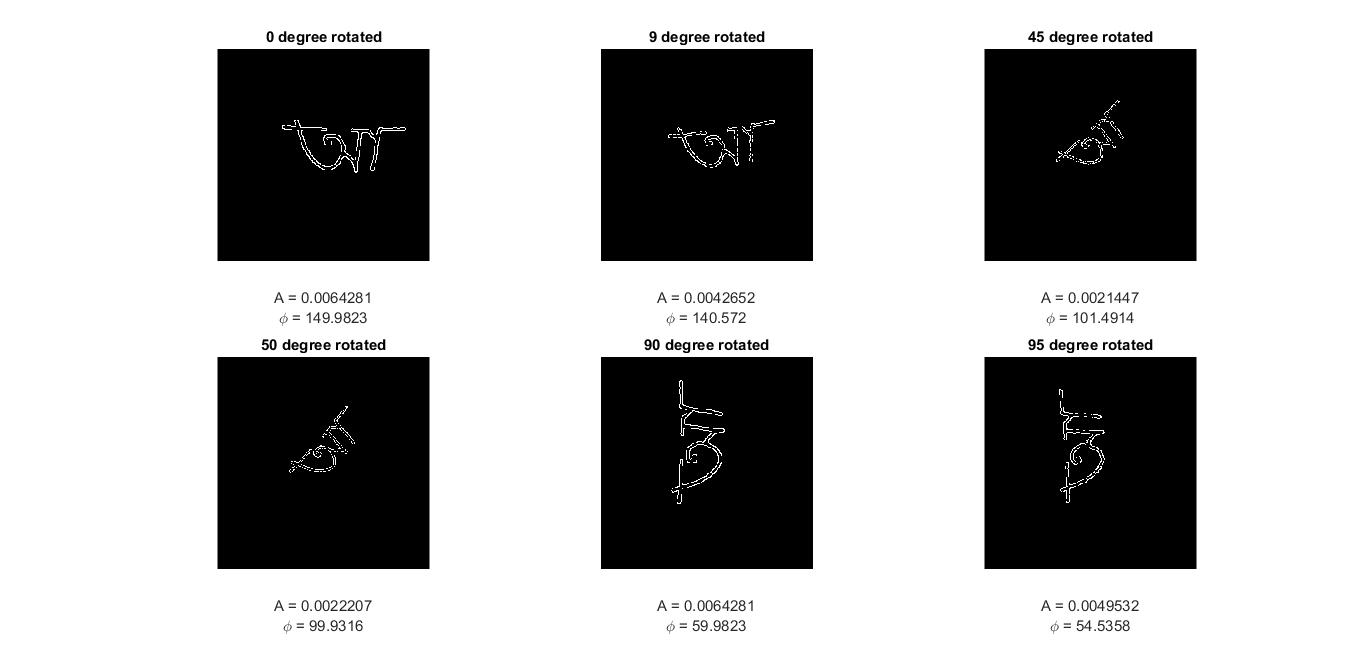 0 degree rotated
9 degree rotated
45 degree rotated
আ
আ
আ
A = 0.0064281
ϕ = 149.9823
A = 0.0042652
ϕ = 140.572
A = 0.0021447
ϕ = 101.4914
50 degree rotated
90 degree rotated
95 degree rotated
আ
আ
আ
A = 0.0022207
ϕ = 99.9316
A = 0.0064281
ϕ = 59.9823
A = 0.0049532
ϕ = 54.5358